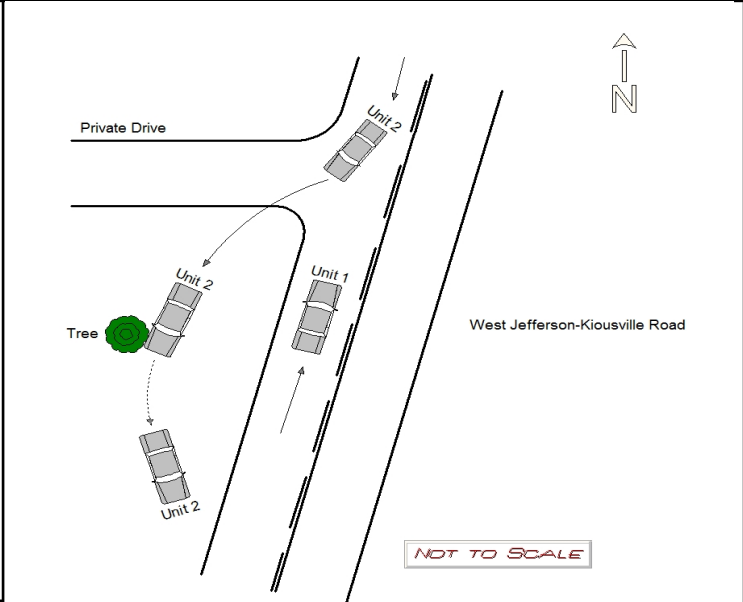 Private Drive
Unit 2
N
Unit 2
Unit 1
Tree
West Jefferson-Kiousville Road
Unit 2
NOT TO SCALE